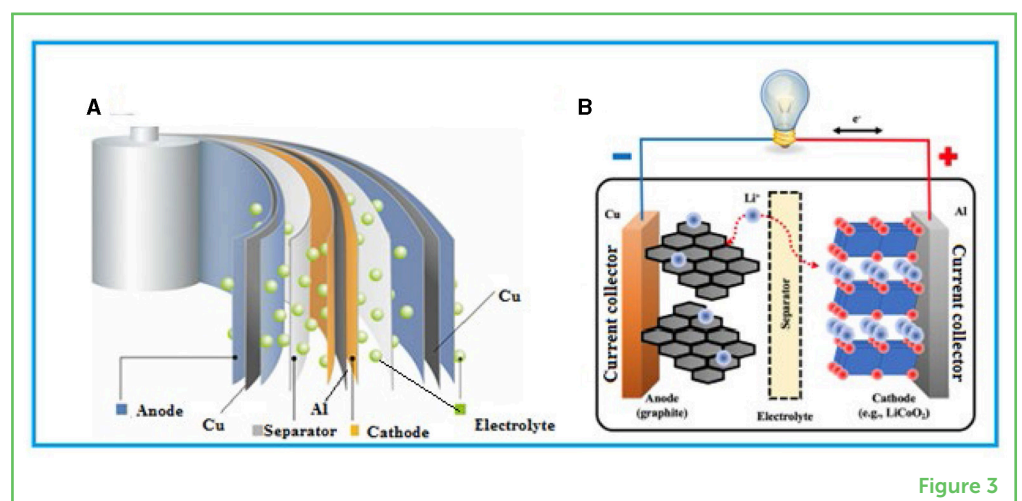 A
Cu
Anode
Cu
Al
Separator
Cathode
Electrolyte
B
e-
−
+
Li+
Cu
Al
Current collector
Separator
Current collector
Anode
(graphite)
Electrolyte
Cathode
(e.g., LiCoO2)
Figure 3